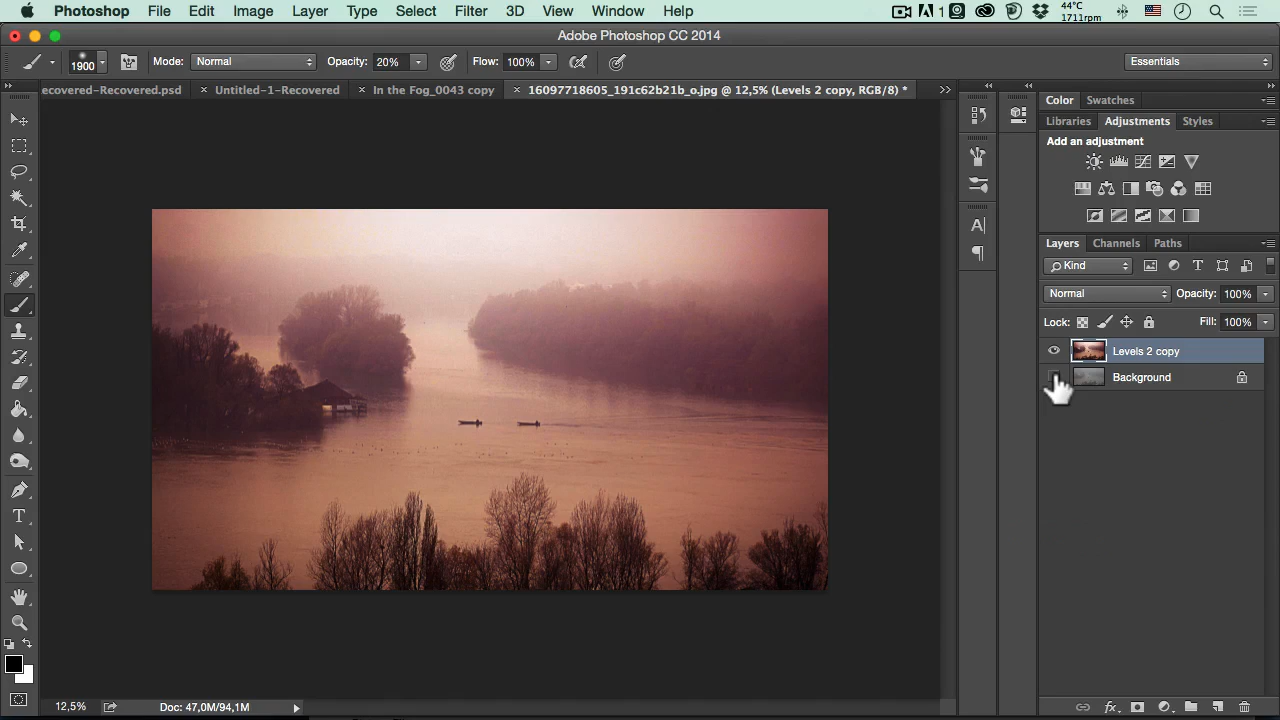 Photoshop File Edit Image Layer Type Select Filter 3D View Window Help 1 44°C
1711rpm
Adobe Photoshop CC 2014
1900 Mode: Normal Opacity: 20% Flow: 100% Essentials
ecovered-Recovered.psd × Untitled-1-Recovered × In the Fog_0043 copy × 16097718605_191c62b21b_o.jpg @ 12,5% (Levels 2 copy, RGB/8) *
Color Swatches
Libraries Adjustments Styles
Add an adjustment
Layers Channels Paths
Kind
Normal Opacity: 100%
Lock: Fill: 100%
Levels 2 copy
Background
12,5% Doc: 47,0M/94,1M